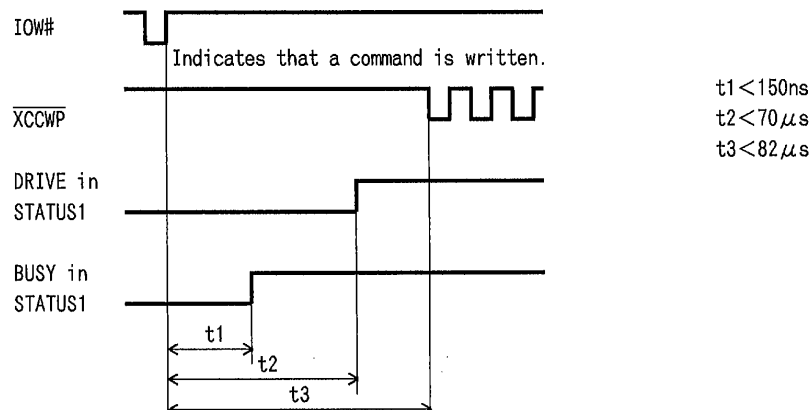 IOW#
Indicates that a command is written.
XCCWP
t1<150ns
t2<70μs
t3<82μs
DRIVE in
STATUS1
BUSY in
STATUS1
t1
t2
t3